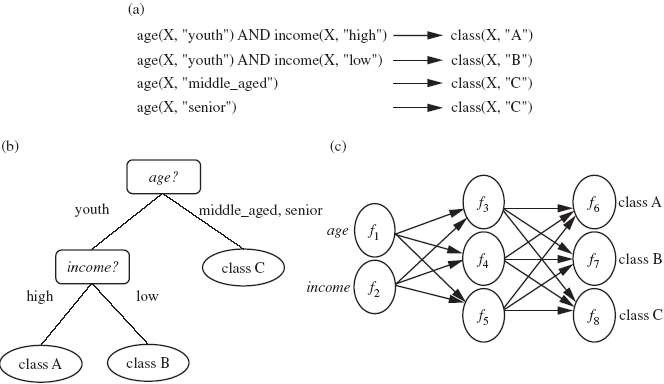 (a)
age(X, "youth") AND income(X, "high") class(X, "A")
age(X, "youth") AND income(X, "low") class(X, "B")
age(X, "middle_aged") class(X, "C")
age(X, "senior") class(X, "C")
(b)
age?
youth
middle_aged, senior
income?
class C
high
low
class A
class B
(c)
age
income
f1
f2
f3
f4
f5
f6 class A
f7 class B
f8 class C